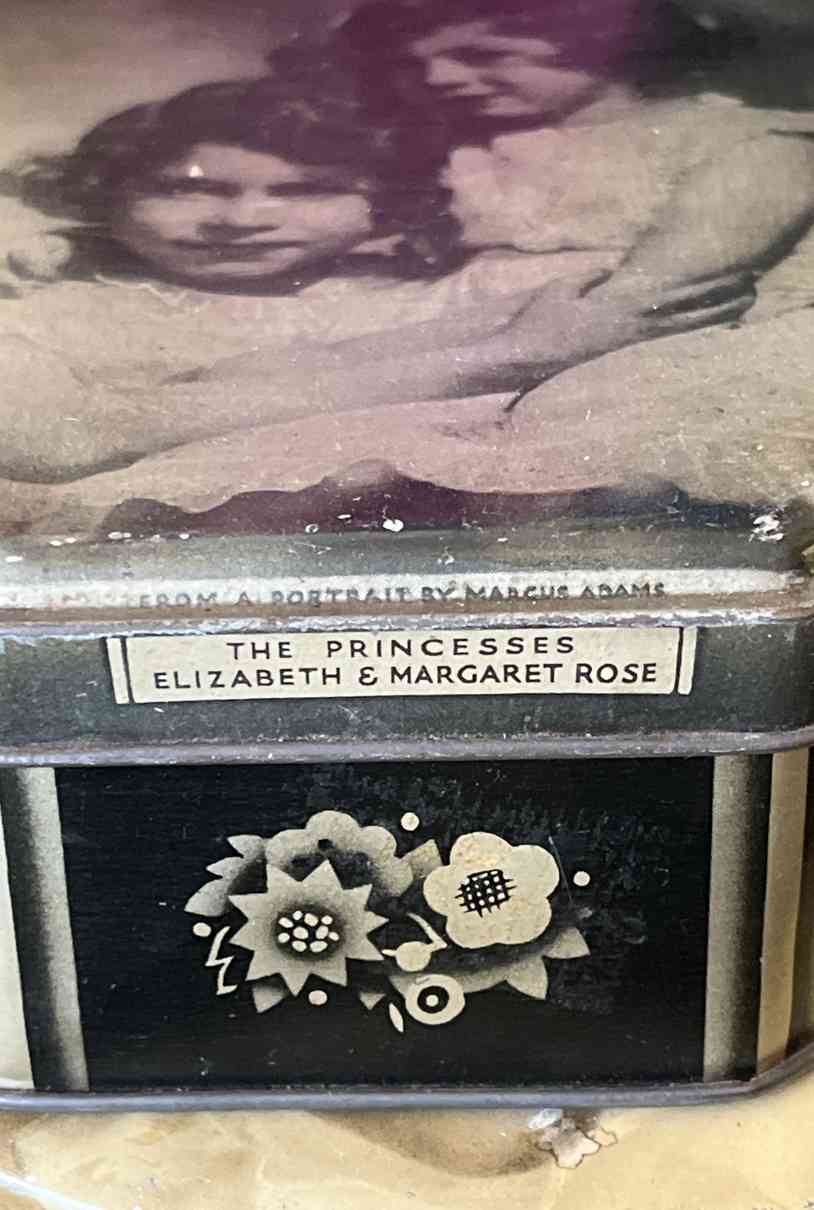 FROM A PORTRAIT BY MARCUS ADAMS
THE PRINCESSES
ELIZABETH & MARGARET ROSE